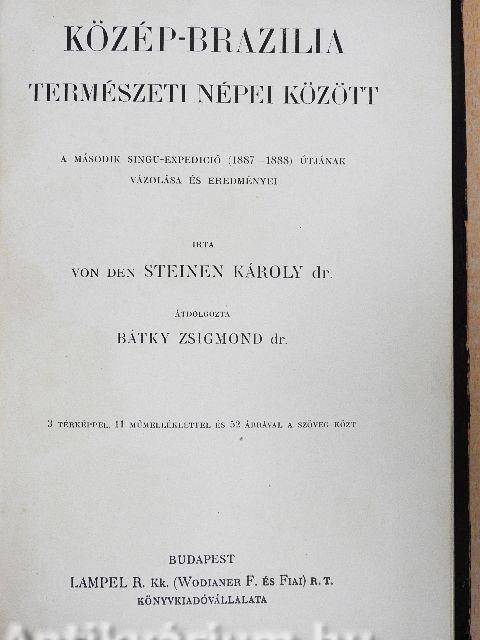 KÖZÉP-BRAZILIA
TERMÉSZETI NÉPEI KÖZÖTT
A MÁSODIK SINGU-EXPEDICIÓ (1887—1888) ÚTJÁNAK
VÁZOLÁSA ÉS EREDMÉNYEI
IRTA
VON DEN STEINEN KÁROLY dr.
ÁTDOLGOZTA
BÁTKY ZSIGMOND dr.
3 TÉRKÉPPEL, 11 MŰMELLÉKLETTEL ÉS 52 ÁBRÁVAL A SZÖVEG KÖZT
BUDAPEST
LAMPEL R. KK. (WODIANER F. ÉS FIAI) R. T.
KÖNYVKIADÓVÁLLALATA
Antikvárium.hu